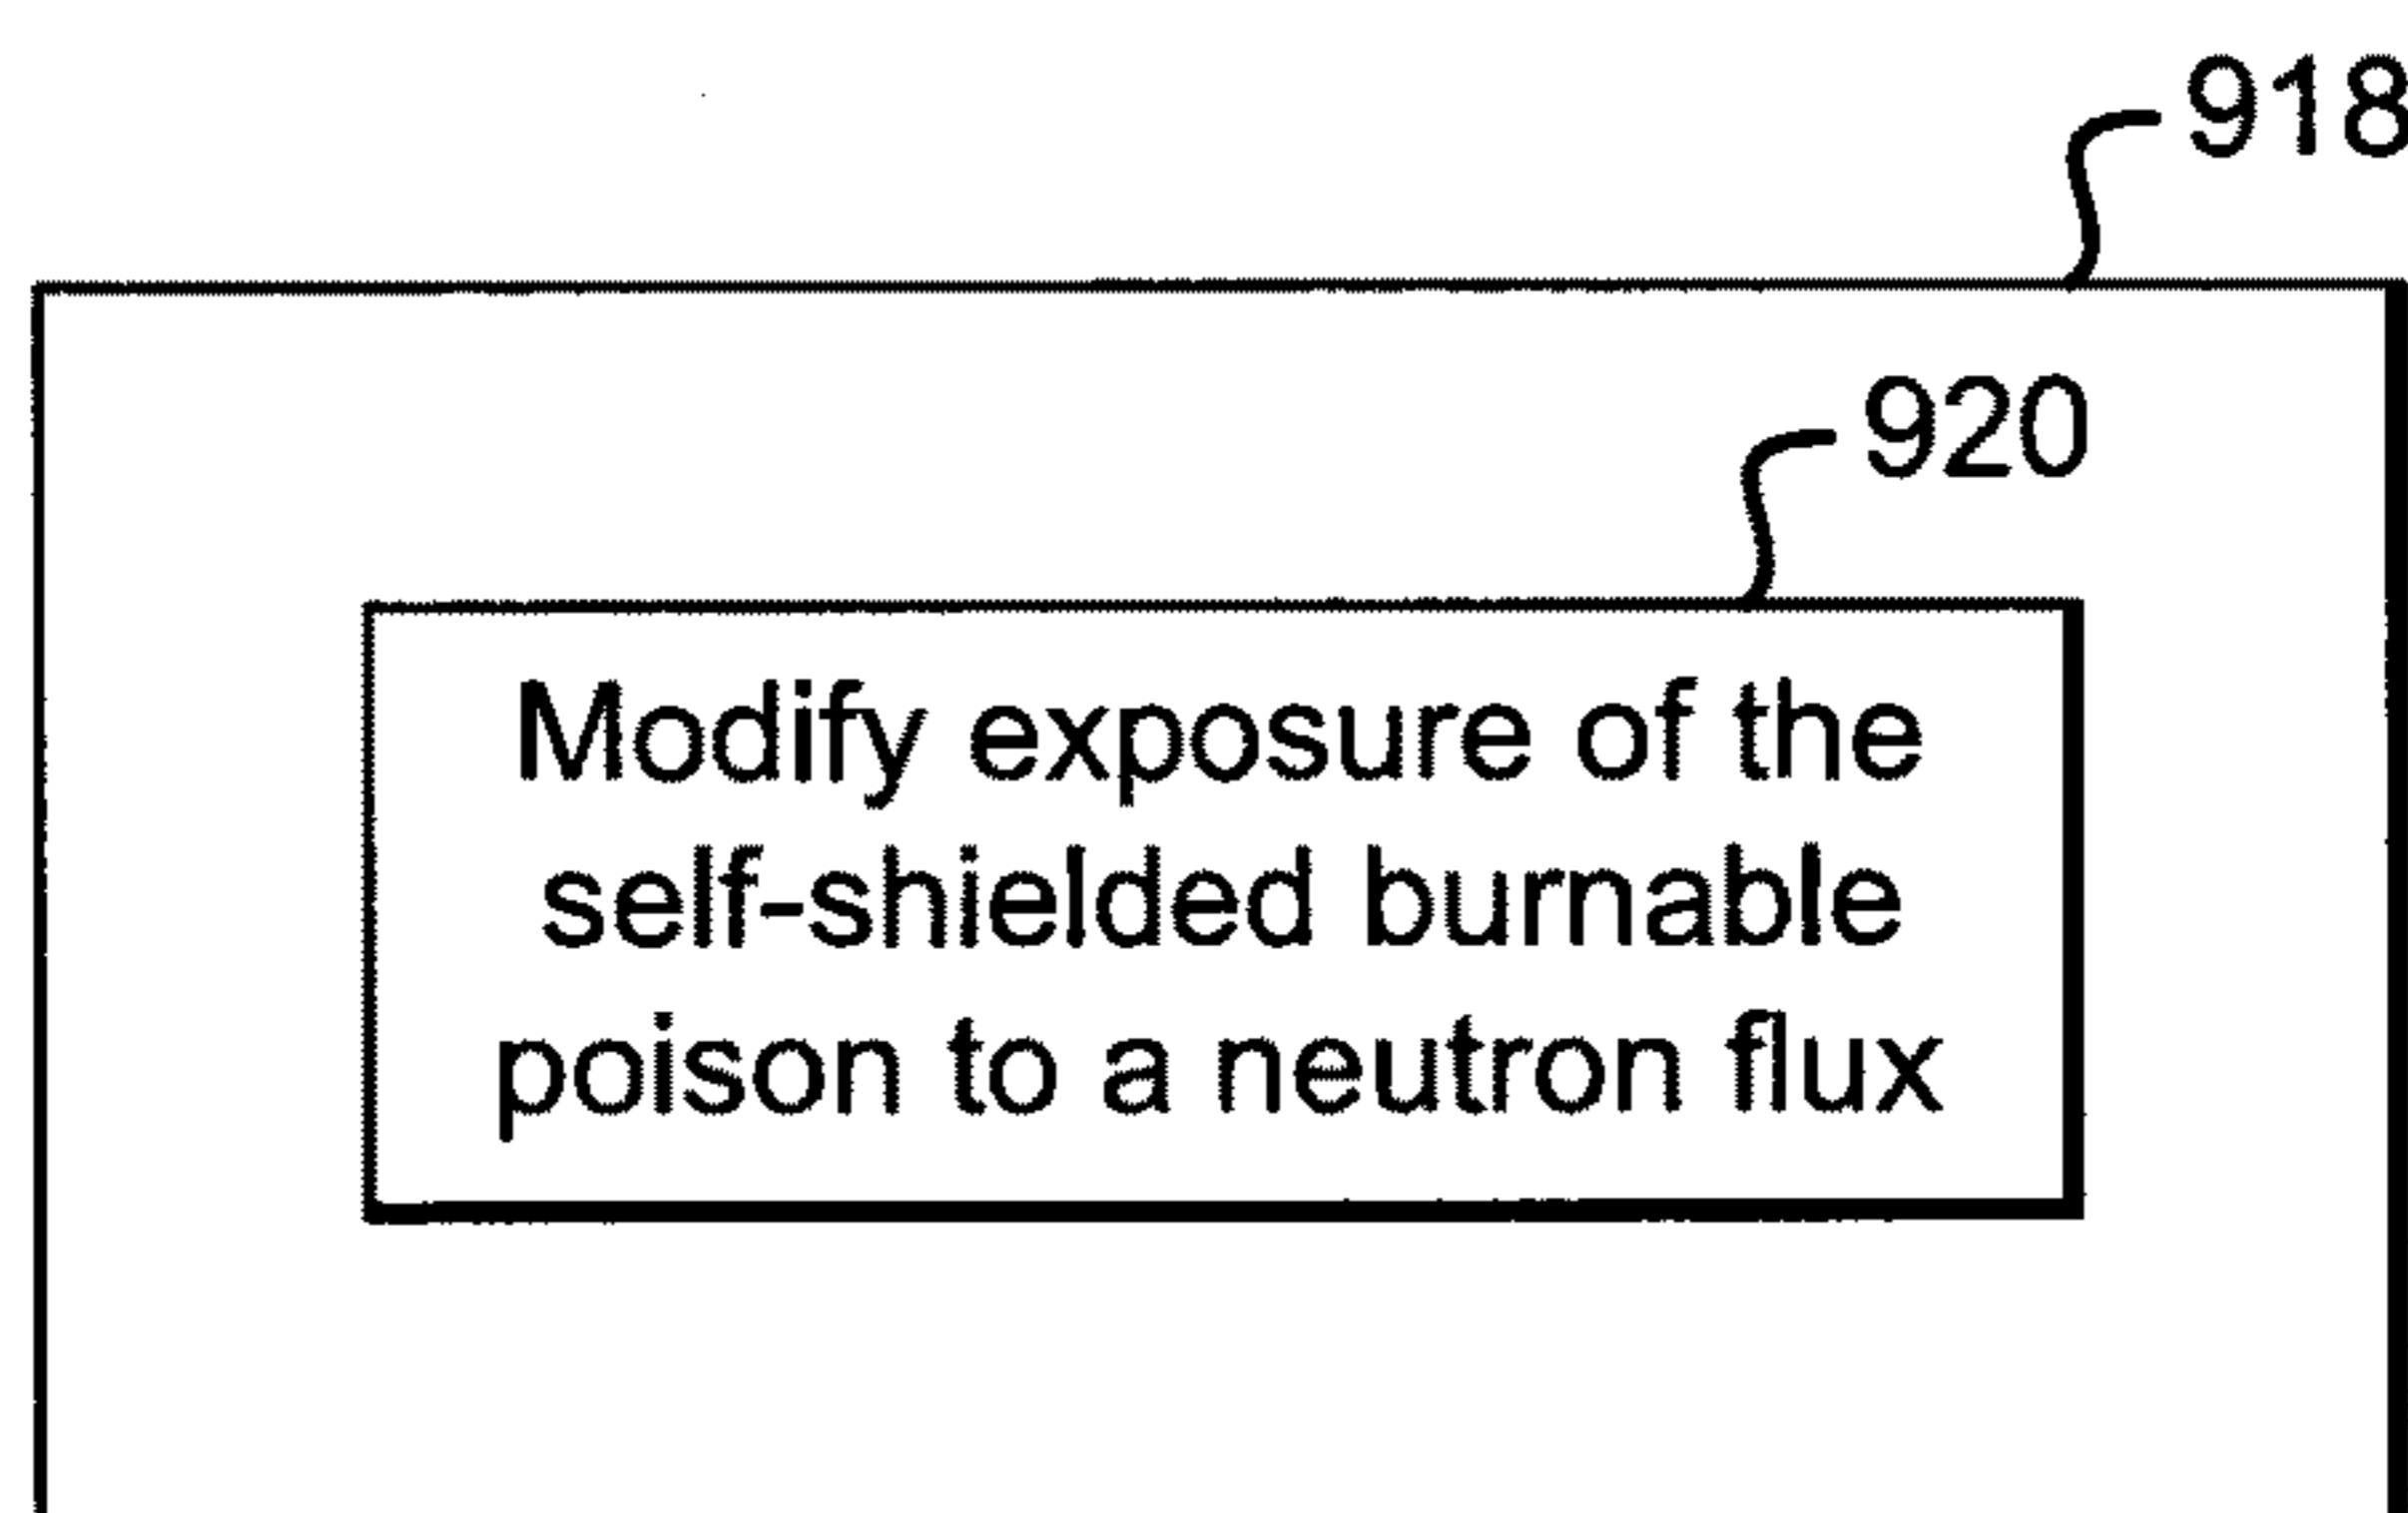 918
920
Modify exposure of the
self-shielded burnable
poison to a neutron flux